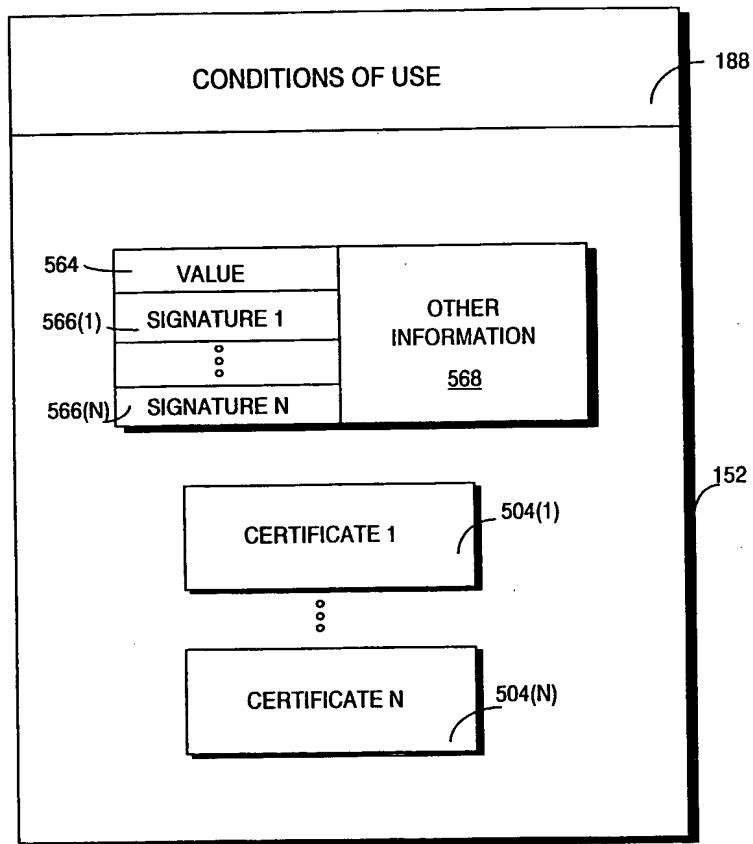 CONDITIONS OF USE
188
564
VALUE
566(1)
SIGNATURE 1
566(N)
SIGNATURE N
OTHER
INFORMATION
568
152
CERTIFICATE 1
504(1)
CERTIFICATE N
504(N)